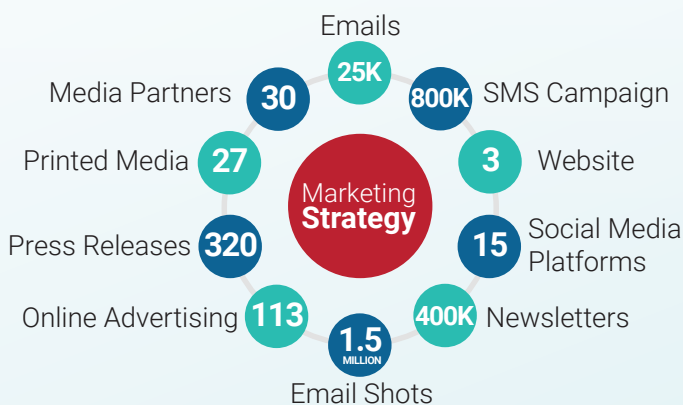 Emails
25K
Media Partners
30
800K
SMS Campaign
Printed Media
27
3
Website
Marketing
Strategy
Press Releases
320
15
Social Media
Platforms
Online Advertising
113
400K
Newsletters
1.5
MILLION
Email Shots